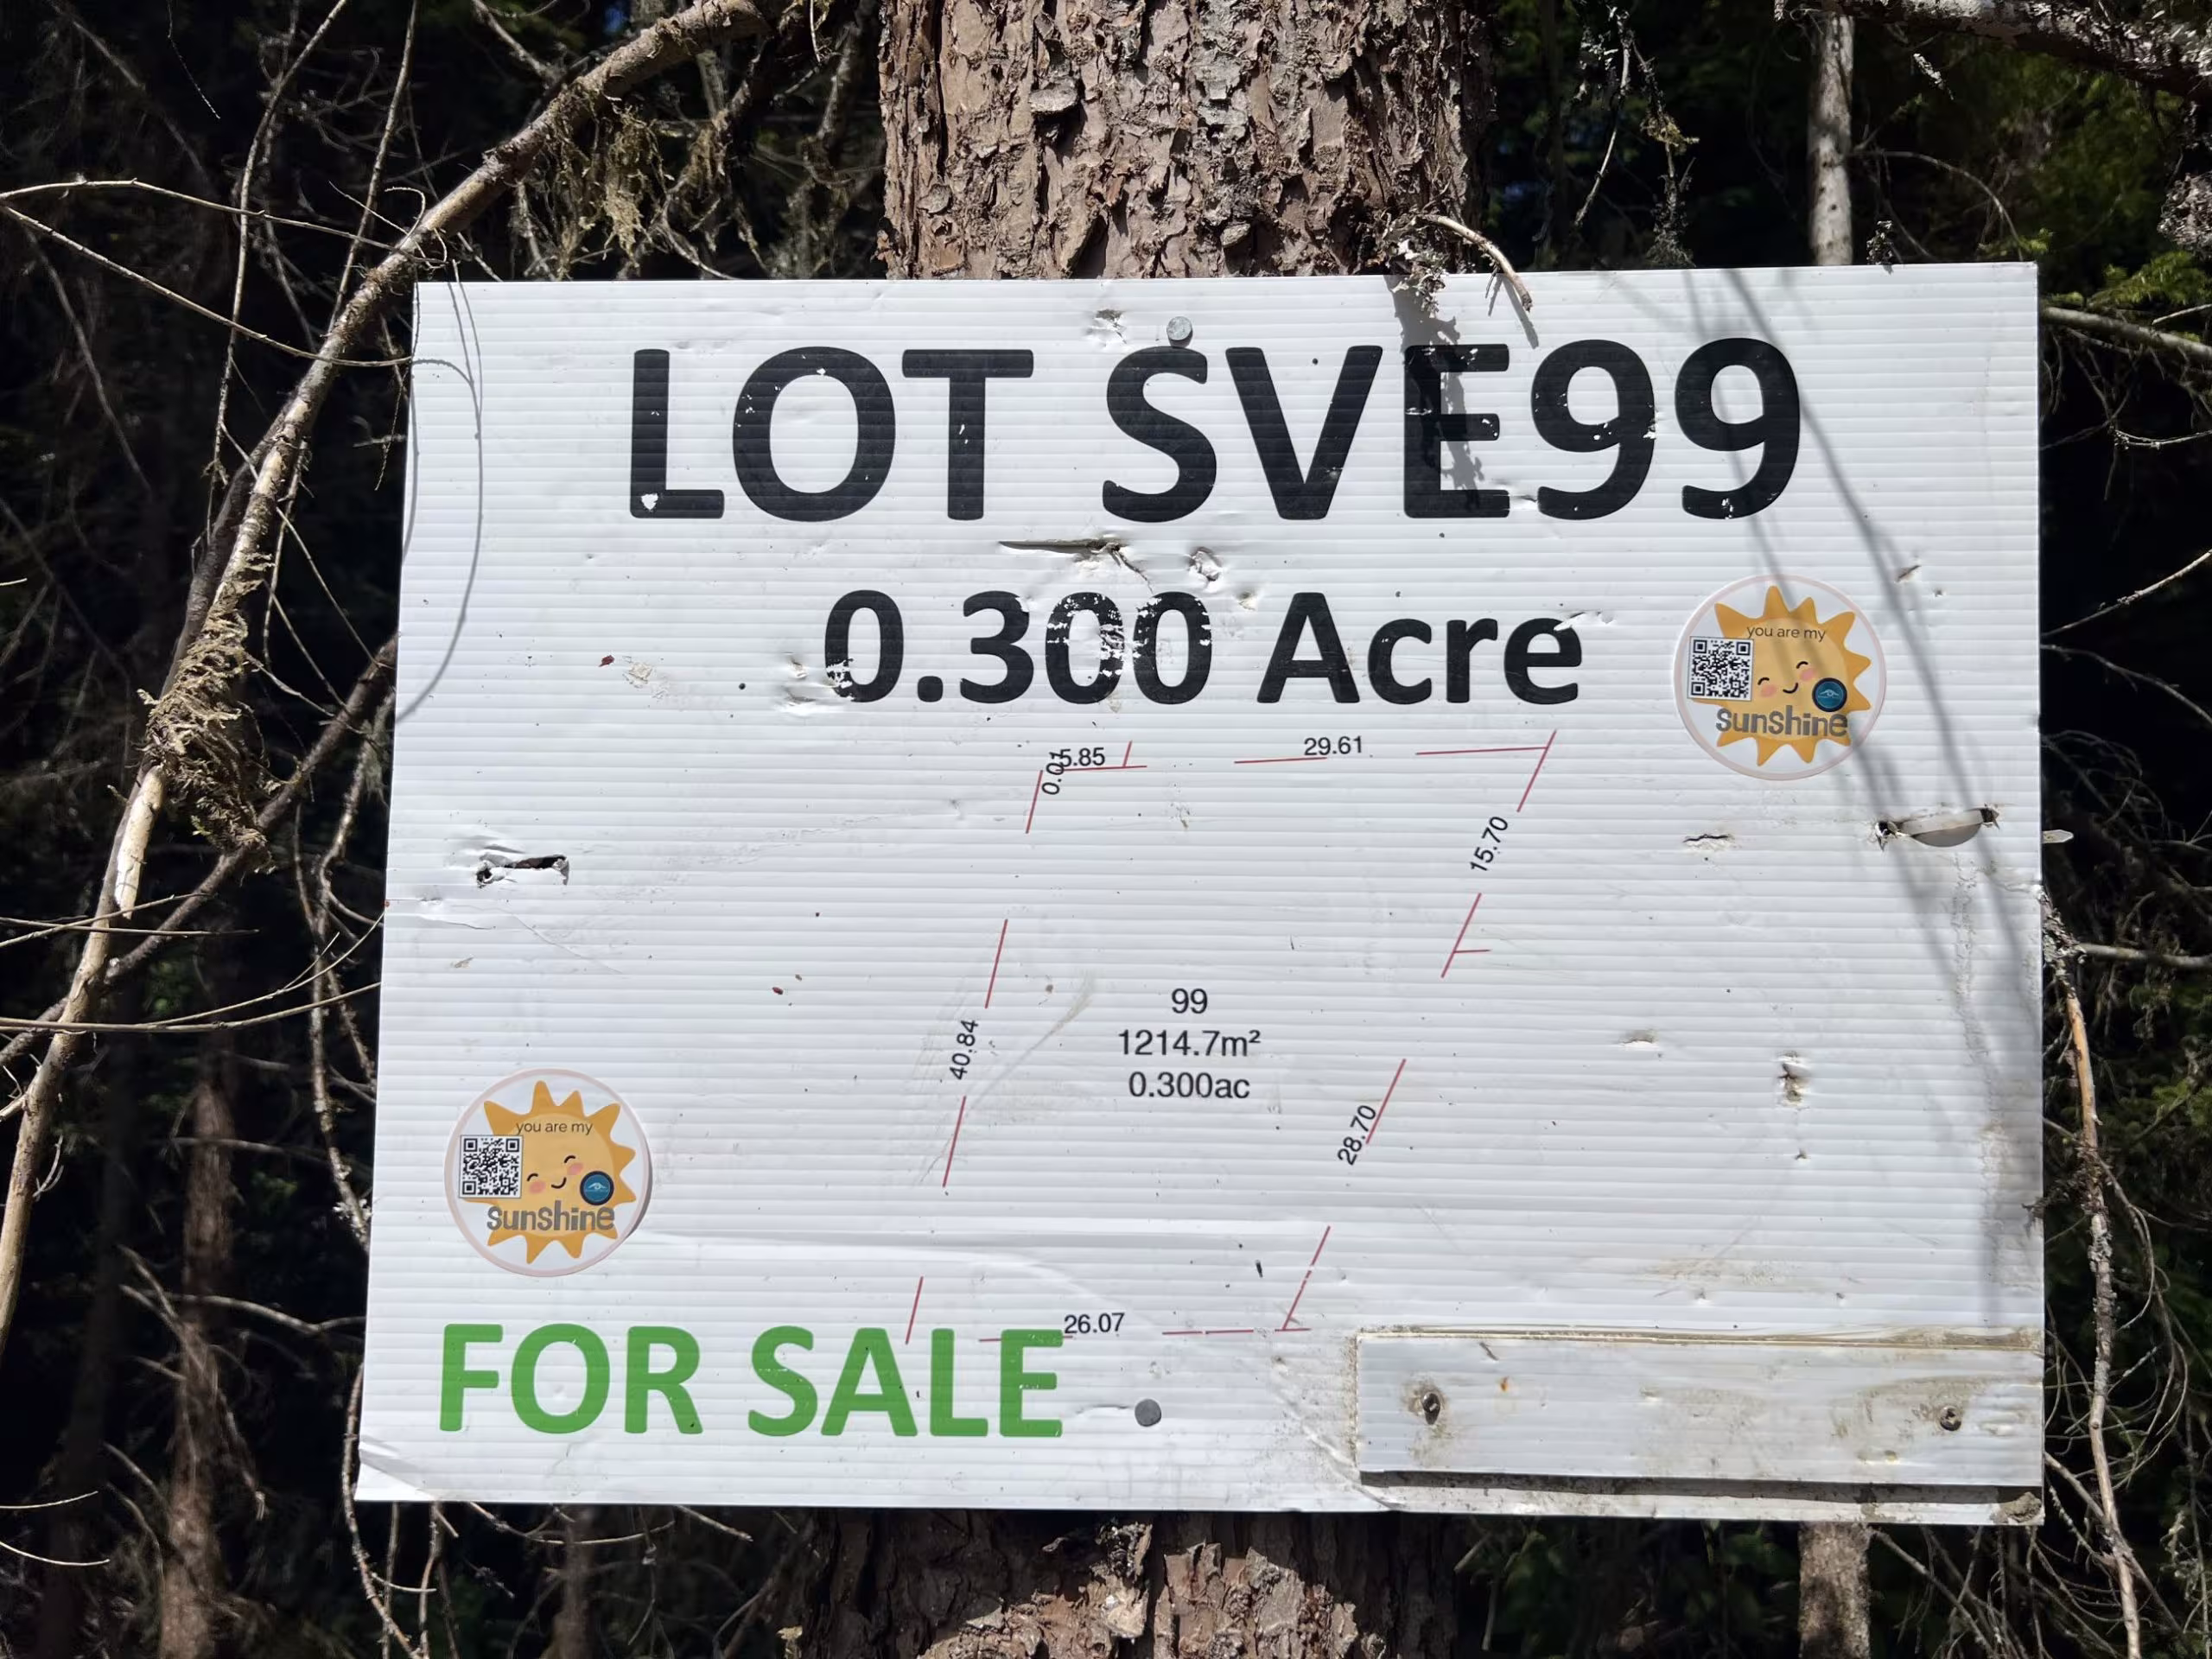 LOT SVE99
0.300 Acre
you are my
sunshine
5.85
0.01
29.61
15.70
99
1214.7m²
0.300ac
40.84
28.70
you are my
sunshine
26.07
FOR SALE